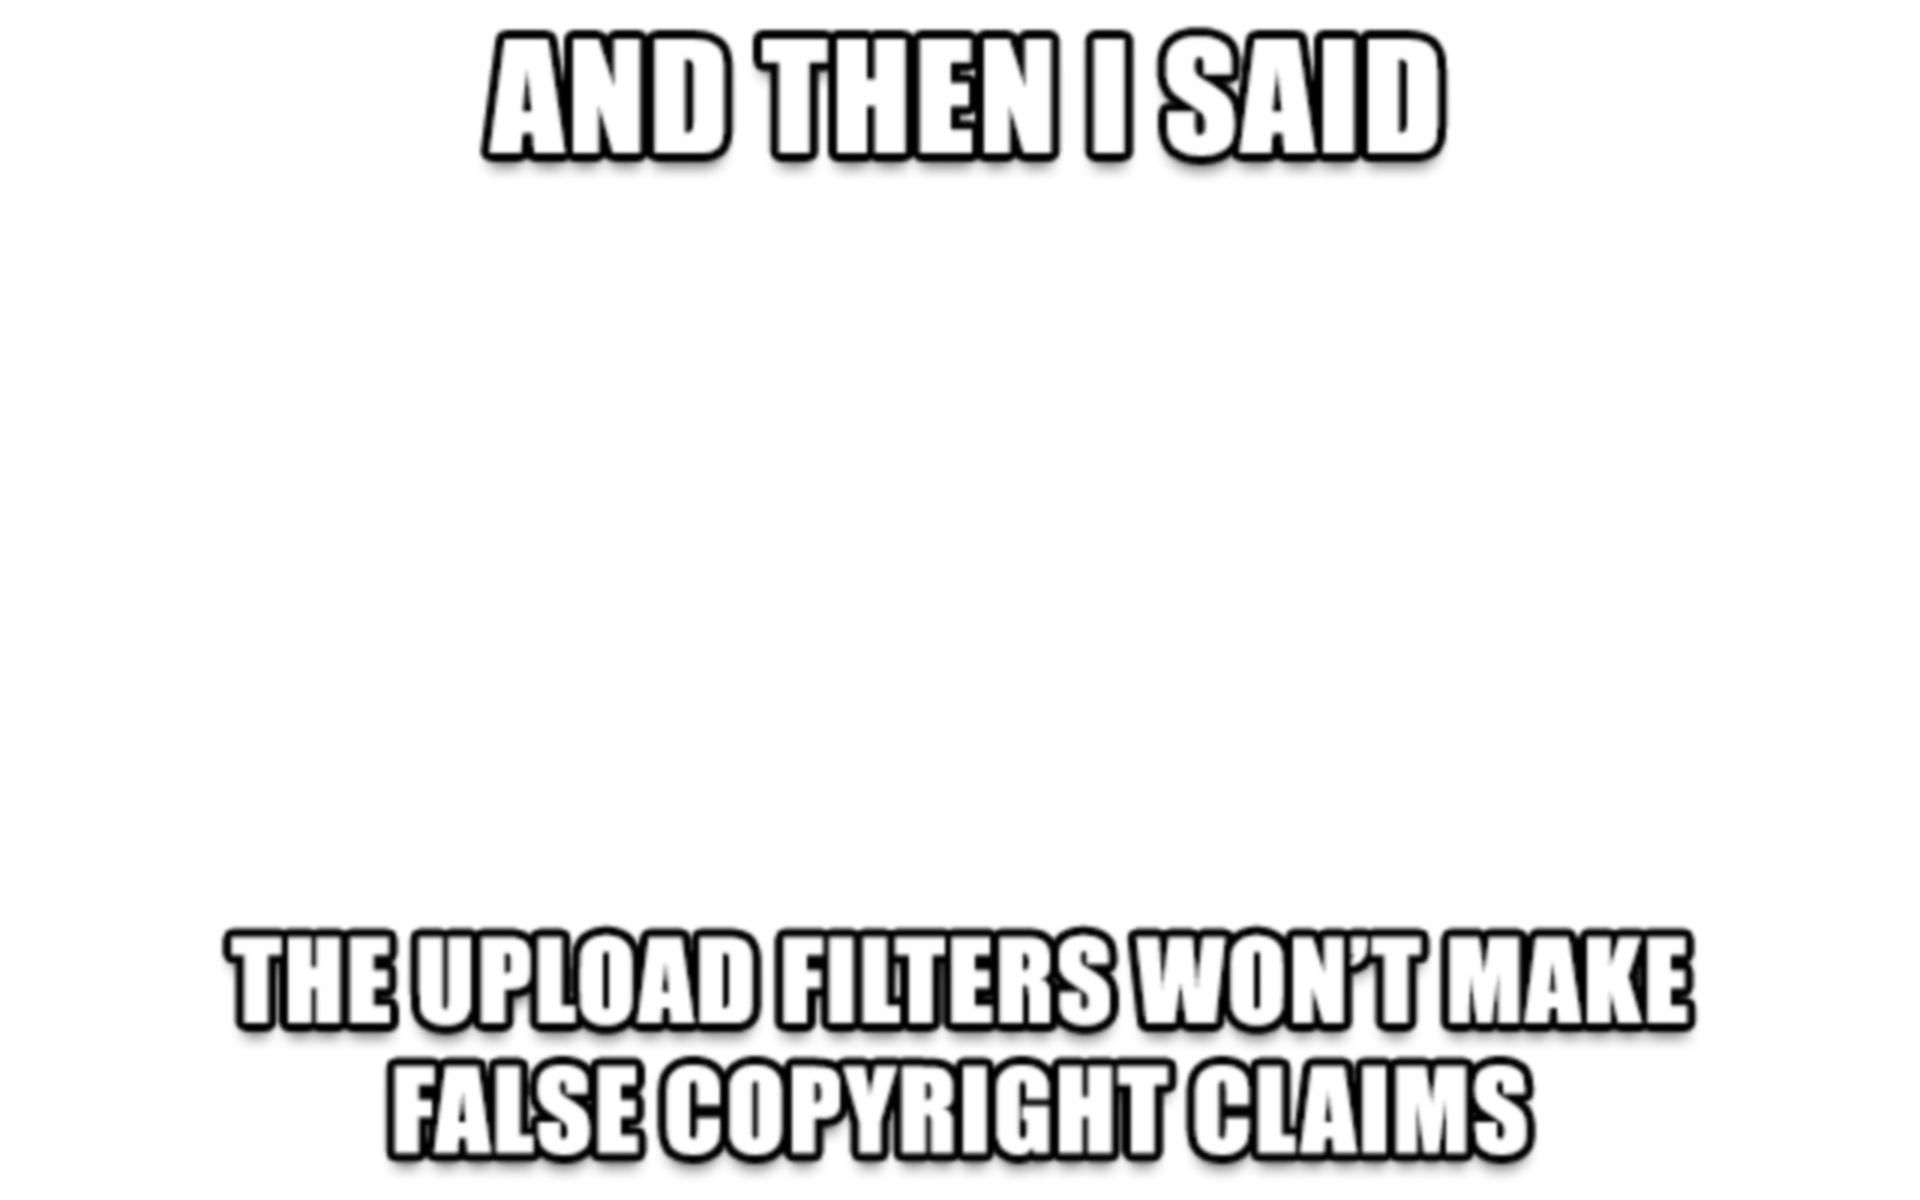 AND THEN I SAID
THE UPLOAD FILTERS WON'T MAKE
FALSE COPYRIGHT CLAIMS